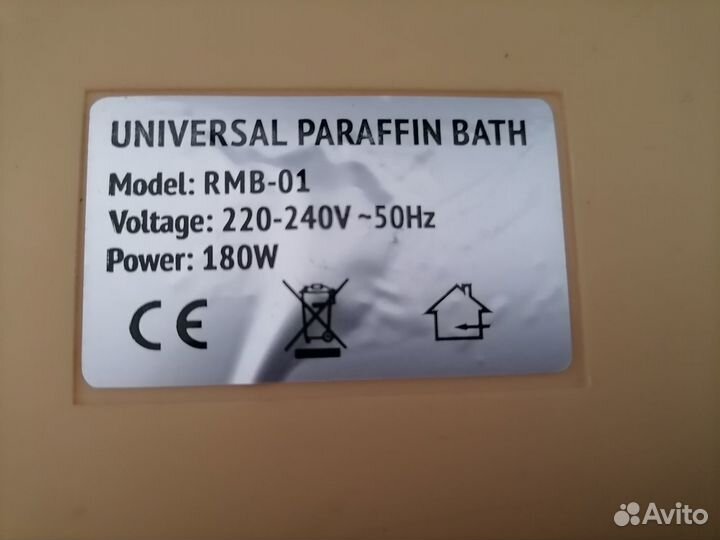 UNIVERSAL PARAFFIN BATH
Model: RMB-01
Voltage: 220-240V ~50Hz
Power: 180W
CE
Avito